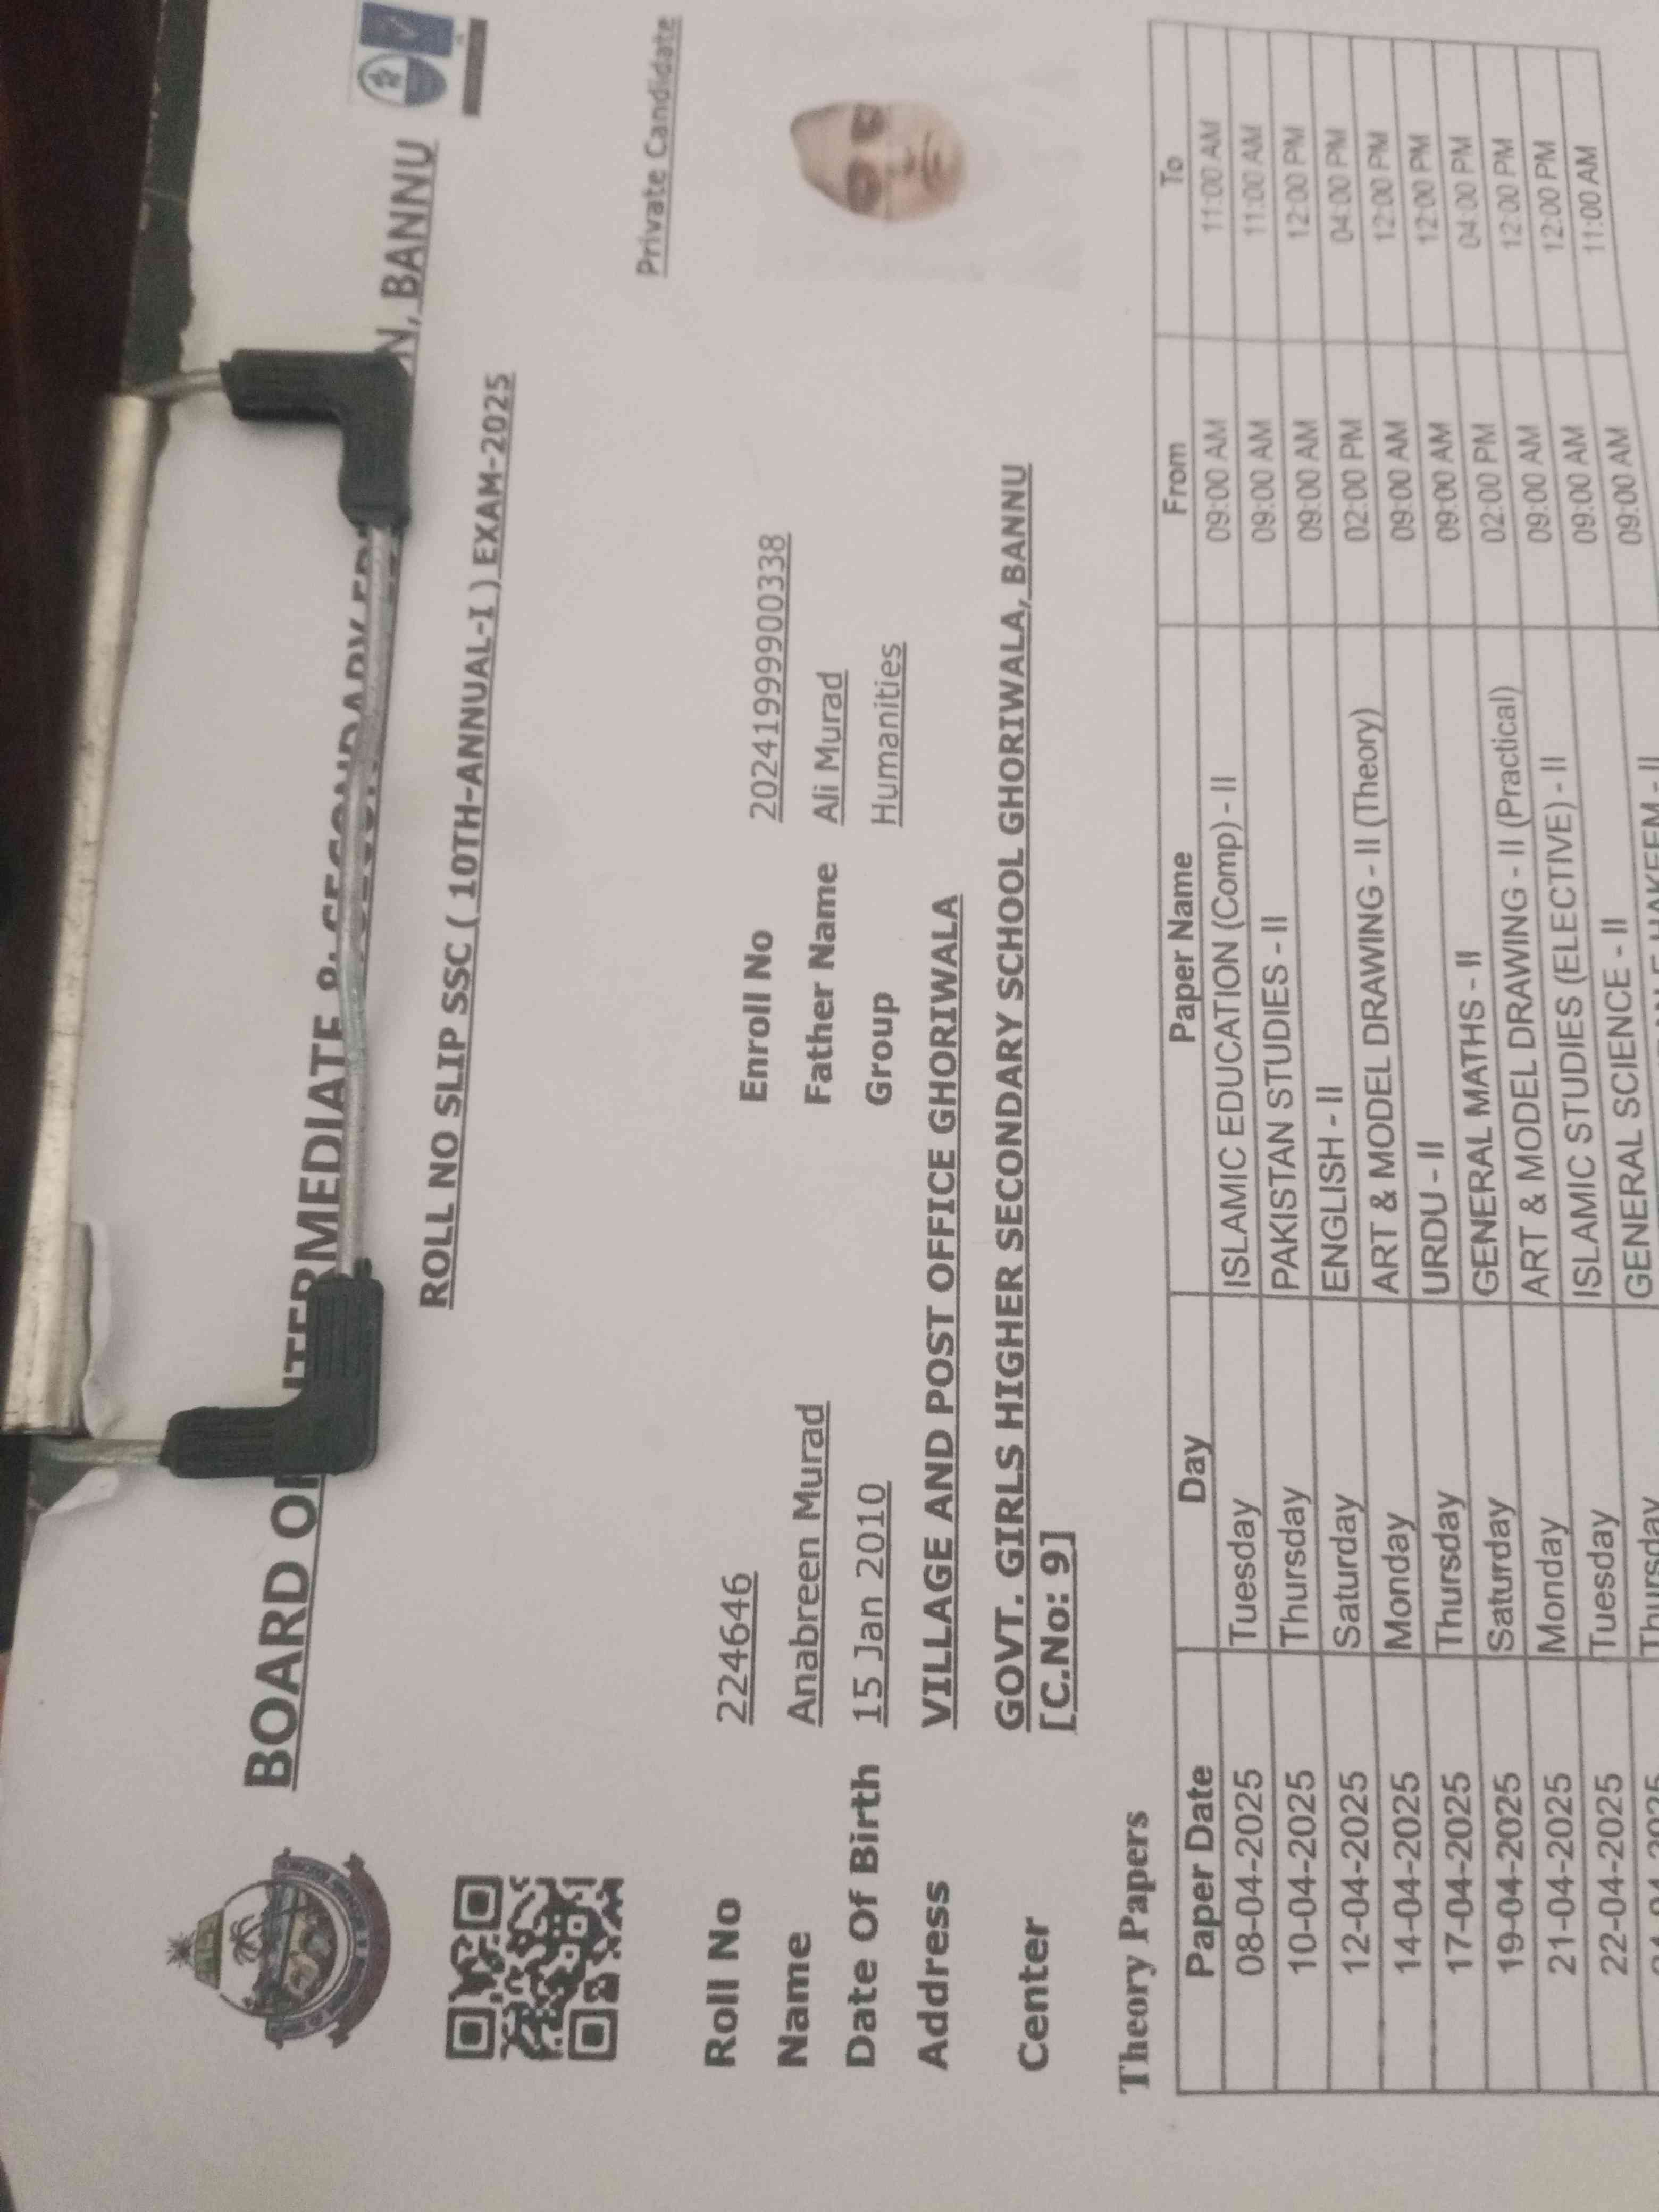 BOARD OF INTERMEDIATE & SECONDARY N, BANNU
ROLL NO SLIP SSC ( 10TH-ANNUAL-I ) EXAM-2025
Private Candidate
Roll No 224646 Enroll No 2024199990​0338
Name Anabreen Murad Father Name Ali Murad
Date Of Birth 15 Jan 2010 Group Humanities
Address VILLAGE AND POST OFFICE GHORIWALA
Center GOVT. GIRLS HIGHER SECONDARY SCHOOL GHORIWALA, BANNU
[C.No: 9]
Theory Papers
Paper Date Day Paper Name From To
08-04-2025 Tuesday ISLAMIC EDUCATION (Comp) - II 09:00 AM 11:00 AM
10-04-2025 Thursday PAKISTAN STUDIES - II 09:00 AM 11:00 AM
12-04-2025 Saturday ENGLISH - II 09:00 AM 12:00 PM
14-04-2025 Monday ART & MODEL DRAWING - II (Theory) 02:00 PM 04:00 PM
17-04-2025 Thursday URDU - II 09:00 AM 12:00 PM
19-04-2025 Saturday GENERAL MATHS - II 09:00 AM 12:00 PM
21-04-2025 Monday ART & MODEL DRAWING - II (Practical) 02:00 PM 04:00 PM
22-04-2025 Tuesday ISLAMIC STUDIES (ELECTIVE) - II 09:00 AM 12:00 PM
Thursday GENERAL SCIENCE - II 09:00 AM 12:00 PM
HAKEEM - II 09:00 AM 11:00 AM